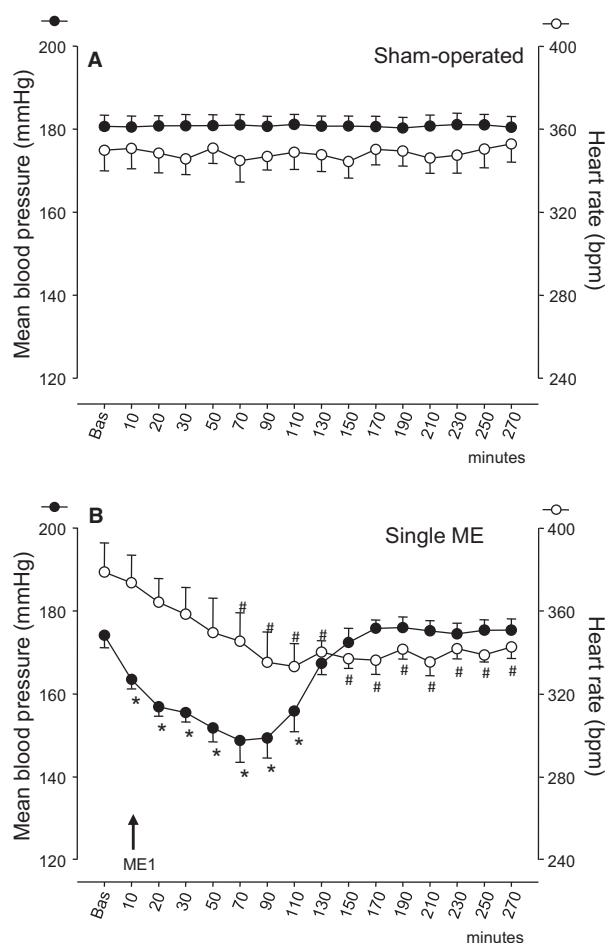 A
Sham-operated
Mean blood pressure (mmHg)
200
180
160
140
120
Heart rate (bpm)
400
360
320
280
240
Bas 10 20 30 50 70 90 110 130 150 170 190 210 230 250 270
minutes
B
Single ME
Mean blood pressure (mmHg)
200
180
160
140
120
Heart rate (bpm)
400
360
320
280
240
# # # #
# # # # # # #
* * * * * * *
ME1
Bas 10 20 30 50 70 90 110 130 150 170 190 210 230 250 270
minutes